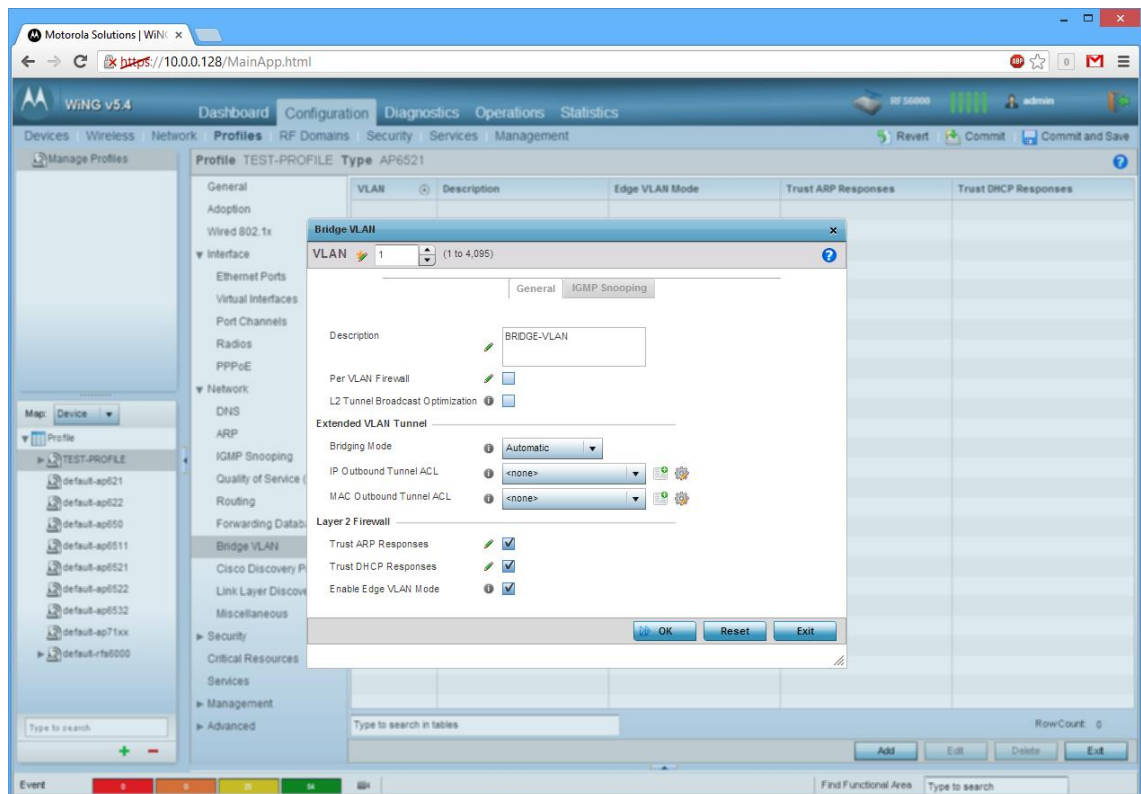 Motorola Solutions | WiNG
https://10.0.0.128/MainApp.html
ABP
0
WiNG v5.4
Dashboard Configuration Diagnostics Operations Statistics
RFS6000
admin
Devices Wireless Network Profiles RF Domains Security Services Management
Revert Commit Commit and Save
Manage Profiles
Profile TEST-PROFILE Type AP6521
General
Adoption
Wired 802.1x
Interface
Ethernet Ports
Virtual Interfaces
Port Channels
Radios
PPPoE
Network
DNS
ARP
IGMP Snooping
Quality of Service (
Routing
Forwarding Datab
Bridge VLAN
Cisco Discovery P
Link Layer Discov
Miscellaneous
Security
Critical Resources
Services
Management
Advanced
VLAN Description Edge VLAN Mode Trust ARP Responses Trust DHCP Responses
Bridge VLAN
VLAN 1 (1 to 4,095)
General IGMP Snooping
Description BRIDGE-VLAN
Per VLAN Firewall
L2 Tunnel Broadcast Optimization
Extended VLAN Tunnel
Bridging Mode Automatic
IP Outbound Tunnel ACL <none>
MAC Outbound Tunnel ACL <none>
Layer 2 Firewall
Trust ARP Responses
Trust DHCP Responses
Enable Edge VLAN Mode
OK Reset Exit
Map: Device
Profile
TEST-PROFILE
default-ap621
default-ap622
default-ap650
default-ap6511
default-ap6521
default-ap6522
default-ap6532
default-ap71xx
default-rfs6000
Type to search
Type to search in tables
Row Count: 0
Add Edit Delete Exit
Event 0 0 25 54
Find Functional Area Type to search